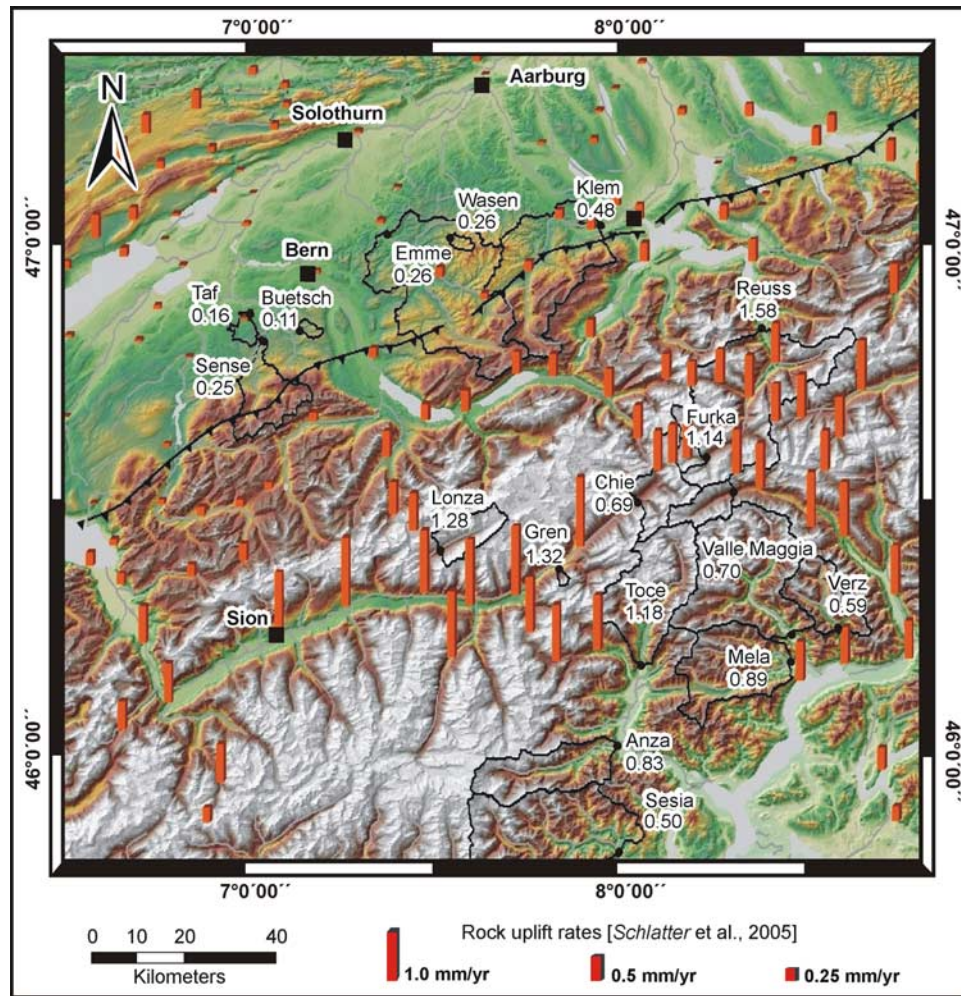 7°0´00´´
8°0´00´´
N
Aarburg
Solothurn
47°0´00´´
47°0´00´´
Wasen
0.26
Klem
0.48
Bern
Emme
0.26
Taf
0.16
Buetsch
0.11
Reuss
1.58
Sense
0.25
Furka
1.14
Lonza
1.28
Chie
0.69
Gren
1.32
Valle Maggia
0.70
Toce
1.18
Verz
0.59
Sion
Mela
0.89
46°0´00´´
46°0´00´´
Anza
0.83
Sesia
0.50
7°0´00´´
8°0´00´´
0 10 20 40
Kilometers
Rock uplift rates [Schlatter et al., 2005]
1.0 mm/yr
0.5 mm/yr
0.25 mm/yr